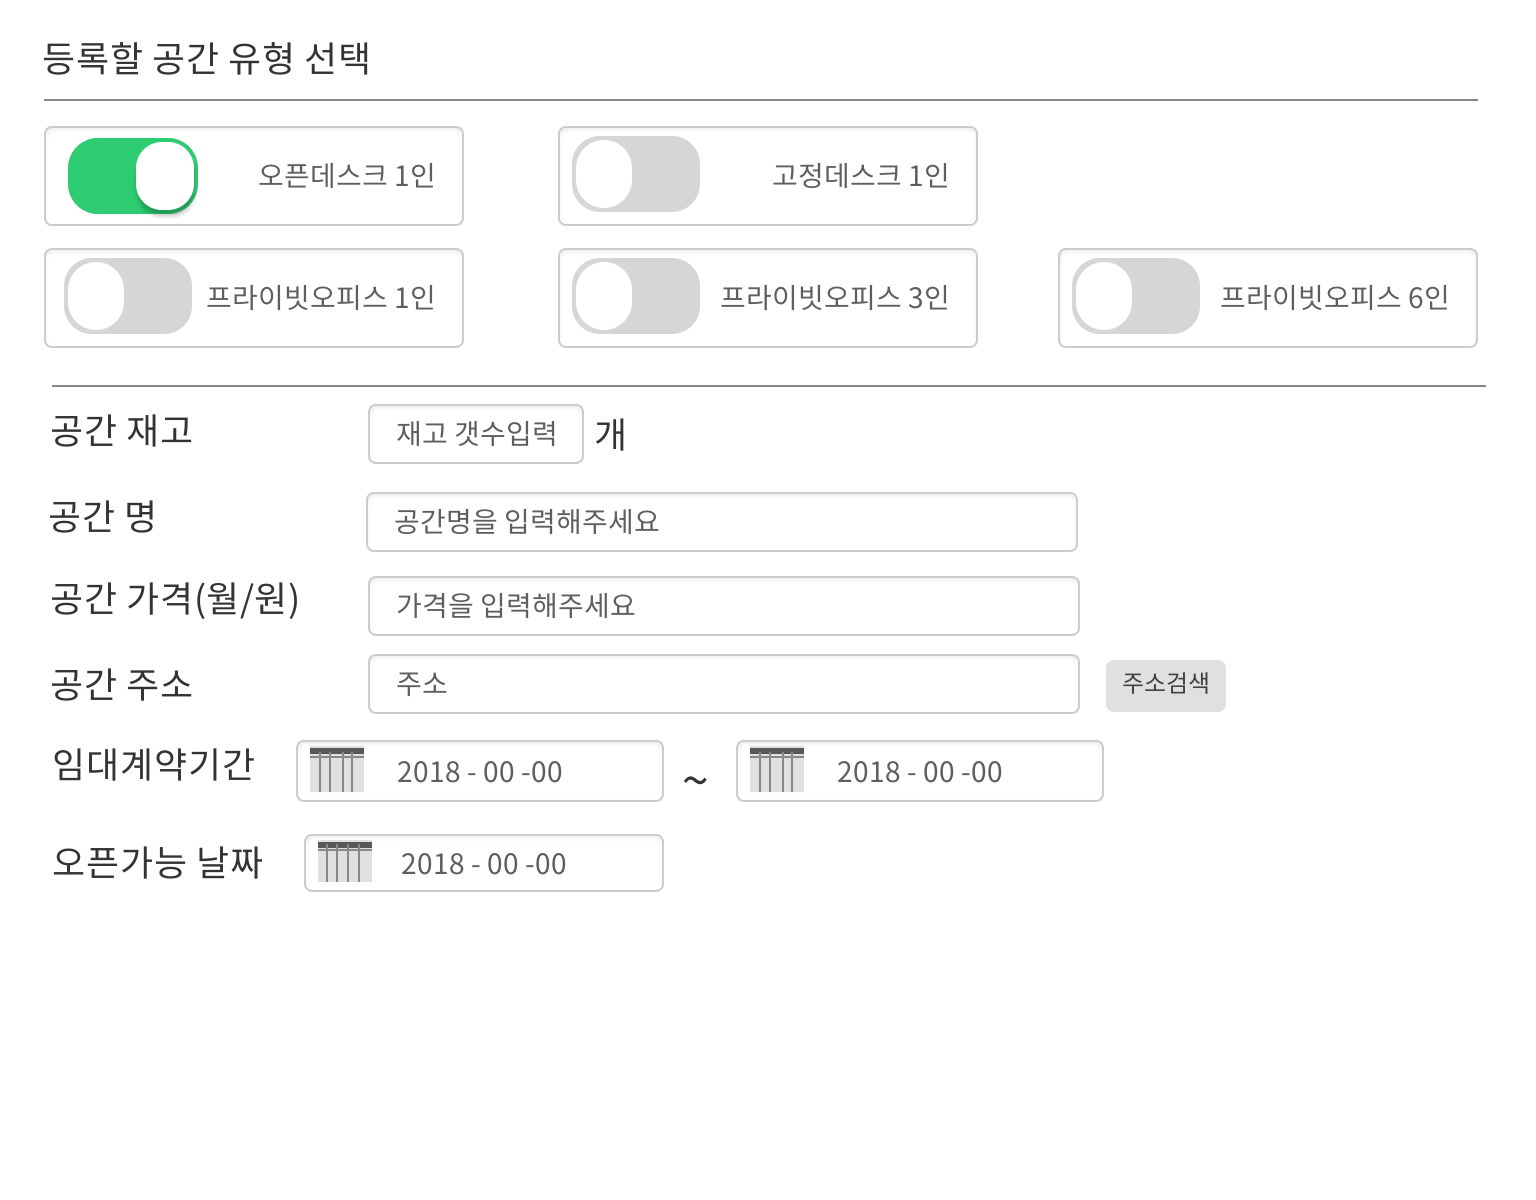 등록할 공간 유형 선택
오픈데스크 1인
고정데스크 1인
프라이빗오피스 1인
프라이빗오피스 3인
프라이빗오피스 6인
공간 재고
재고 갯수입력
개
공간 명
공간명을 입력해주세요
공간 가격(월/원)
가격을 입력해주세요
공간 주소
주소
주소검색
임대계약기간
2018 - 00 -00
~
2018 - 00 -00
오픈가능 날짜
2018 - 00 -00